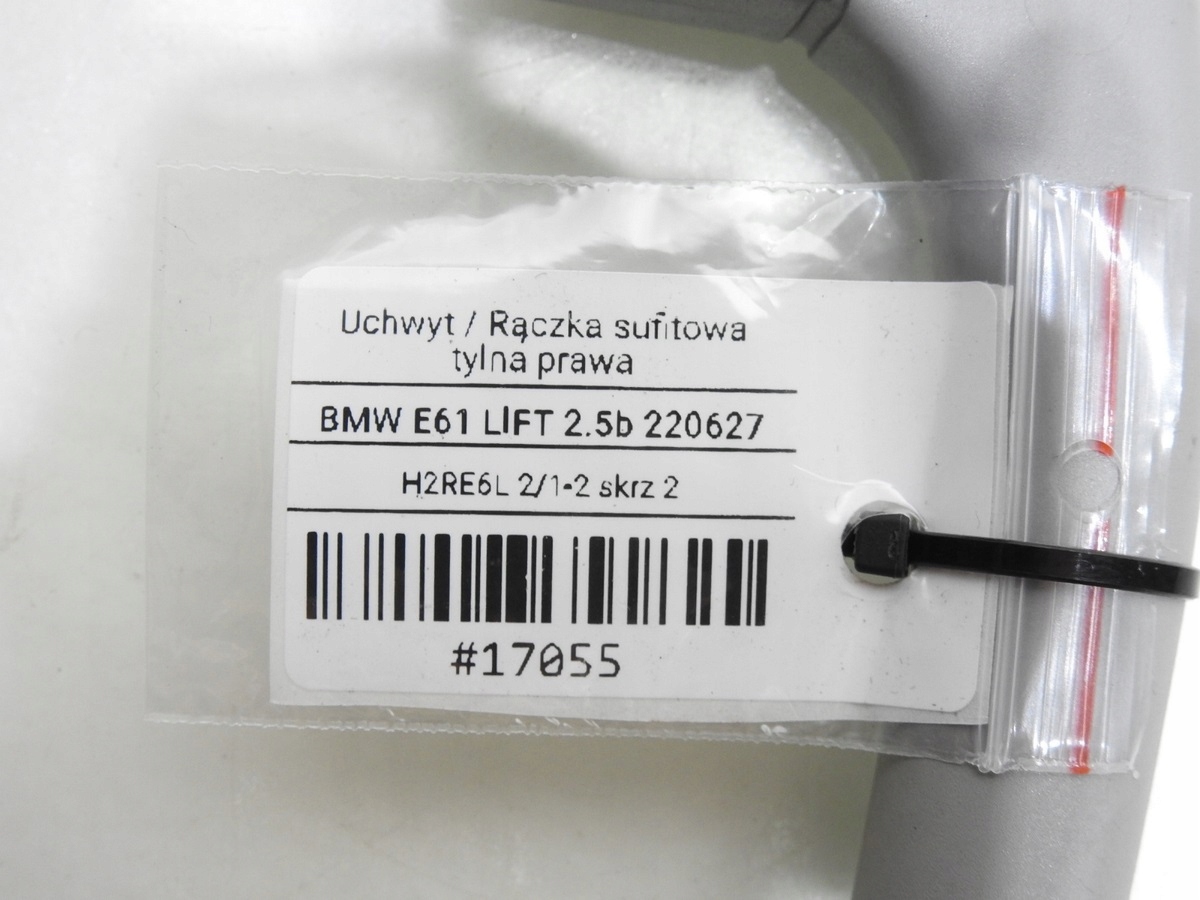 Uchwyt / Rączka sufitowa
tylna prawa
BMW E61 LIFT 2.5b 220627
H2RE6L 2/1-2 skrz 2
#17055